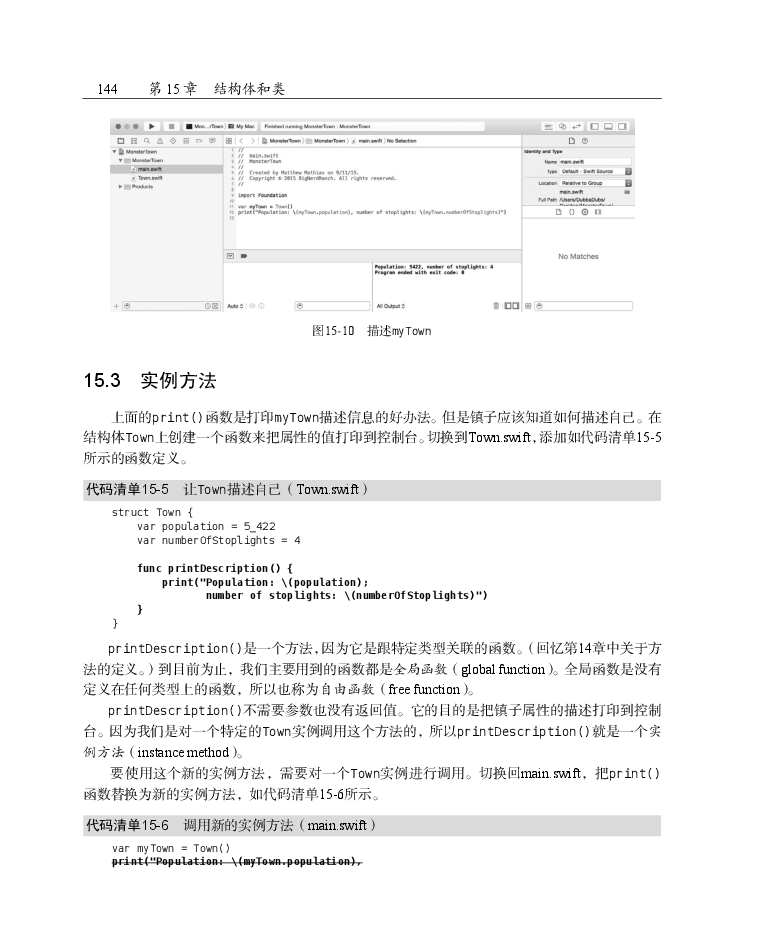 144 第 15 章 结构体和类
Mon...rTown) My Mac Finished running MonsterTown : MonsterTown
MonsterTown MonsterTown main.swift No Selection
MonsterTown
MonsterTown
main.swift
Town.swift
Products
1 //
2 // main.swift
3 // MonsterTown
4 //
5 // Created by Matthew Mathias on 9/11/15.
6 // Copyright © 2015 BigNerdRanch. All rights reserved.
7 //
8
9 import Foundation
10
11 var myTown = Town()
12 print("Population: \(myTown.population), number of stoplights: \(myTown.numberOfStoplights)")
13
Identity and Type
Name main.swift
Type Default - Swift Source
Location Relative to Group
main.swift
Full Path /Users/DubbaDubs/
No Matches
Population: 5422, number of stoplights: 4
Program ended with exit code: 0
Auto
All Output
图15-10 描述myTown
15.3 实例方法
上面的print()函数是打印myTown描述信息的好办法。但是镇子应该知道如何描述自己。在
结构体Town上创建一个函数来把属性的值打印到控制台。切换到Town.swift，添加如代码清单15-5
所示的函数定义。
代码清单15-5 让Town描述自己（Town.swift）
struct Town {
var population = 5_422
var numberOfStoplights = 4
func printDescription() {
print("Population: \(population);
number of stoplights: \(numberOfStoplights)")
}
}
printDescription()是一个方法，因为它是跟特定类型关联的函数。（回忆第14章中关于方
法的定义。）到目前为止，我们主要用到的函数都是全局函数（global function）。全局函数是没有
定义在任何类型上的函数，所以也称为自由函数（free function）。
printDescription()不需要参数也没有返回值。它的目的是把镇子属性的描述打印到控制
台。因为我们是对一个特定的Town实例调用这个方法的，所以printDescription()就是一个实
例方法（instance method）。
要使用这个新的实例方法，需要对一个Town实例进行调用。切换回main.swift，把print()
函数替换为新的实例方法，如代码清单15-6所示。
代码清单15-6 调用新的实例方法（main.swift）
var myTown = Town()
print("Population: \(myTown.population),